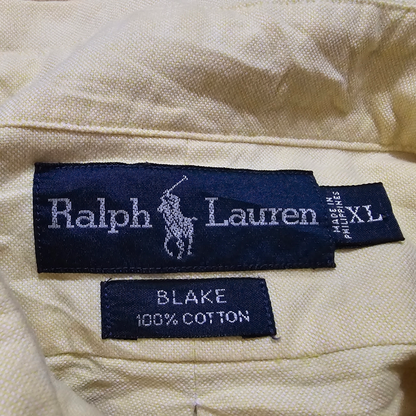 Ralph Lauren
MADE IN
PHILIPPINES
XL
BLAKE
100% COTTON